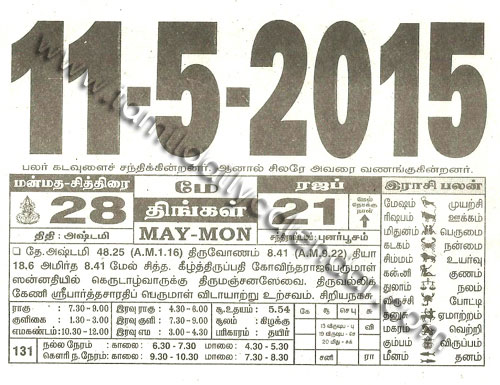 11-5-2015
பலர் கடவுளைச் சந்திக்கின்றனர். ஆனால் சிலரே அவரை வணங்குகின்றனர்.
மன்மத-சித்திரை மே ரஜப் இராசி பலன்
28 திங்கள் 21 மேல் நோக்கு நாள்
திதி : அஷ்டமி MAY-MON சந்தி புனர்பூசம்
தே. அஷ்டமி 48.25 (A.M.1.16) திருவோணம் 8.41 (A.M.8.22) தியா
18.6 அமிர்த 8.41 மேல் சித்த. கீழ்த்திருப்பதி கோவிந்தராஜப்பெருமாள்
ஸன்னதியில் கெருடாழ்வாருக்கு திருமஞ்சனஸேவை. திருவல்லிக்
கேணி ஸ்ரீபார்த்தசாரதிப் பெருமாள் விடாயாற்று உற்சவம். சிறியநகசு
மேஷம் முயற்சி
ரிஷபம் ஊக்கம்
மிதுனம் பெருமை
கடகம் நன்மை
சிம்மம் உயர்வு
கன்னி குணம்
துலாம் நலம்
விருச்சி போட்டி
தனுசு ஏமாற்றம்
மகரம் வெற்றி
கும்பம் விருத்தி
மீனம் தனம்
ராகு : 7.30 - 9.00 இரவு ராகு : 4.30 - 6.00 சூ.உதயம் : 5.54
குளிகை : 1.30 - 3.00 இரவு குளி : 7.30 - 9.00 சூலம் : கிழக்கு
எமகண்டம் : 10.30 - 12.00 இரவு எம : 3.00 - 4.30 பரிகாரம் : தயிர்
131 நல்ல நேரம் : காலை : 6.30 - 7.30 மாலை : 4.30 - 5.30
கெளரி ந.நேரம் : காலை : 9.30 - 10.30 மாலை : 7.30 - 8.30
கே சூ செ பு
வி
சனி ரா
www.tamildailycalendar.com